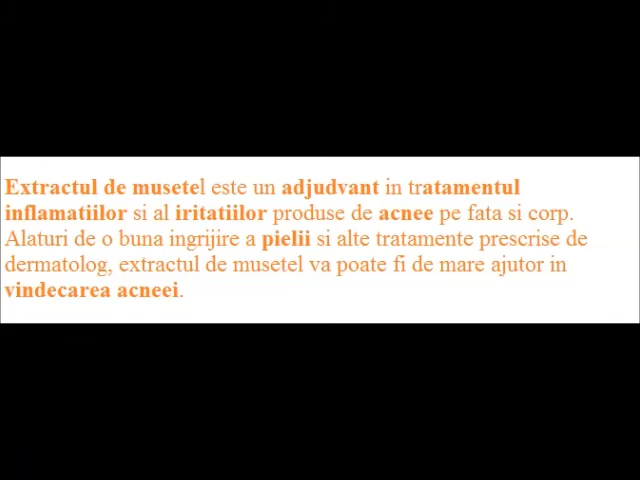 Extractul de musetel este un adjudvant in tratamentul
inflamatiilor si al iritatiilor produse de acnee pe fata si corp.
Alaturi de o buna ingrijire a pielii si alte tratamente prescrise de
dermatolog, extractul de musetel va poate fi de mare ajutor in
vindecarea acneei.